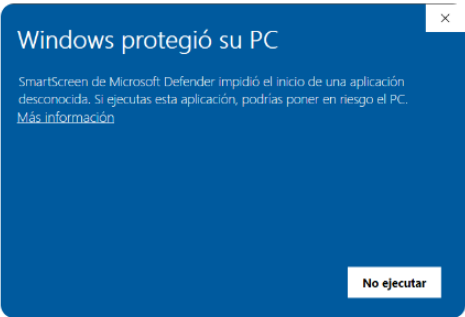 Windows protegió su PC
SmartScreen de Microsoft Defender impidió el inicio de una aplicación
desconocida. Si ejecutas esta aplicación, podrías poner en riesgo el PC.
Más información
No ejecutar